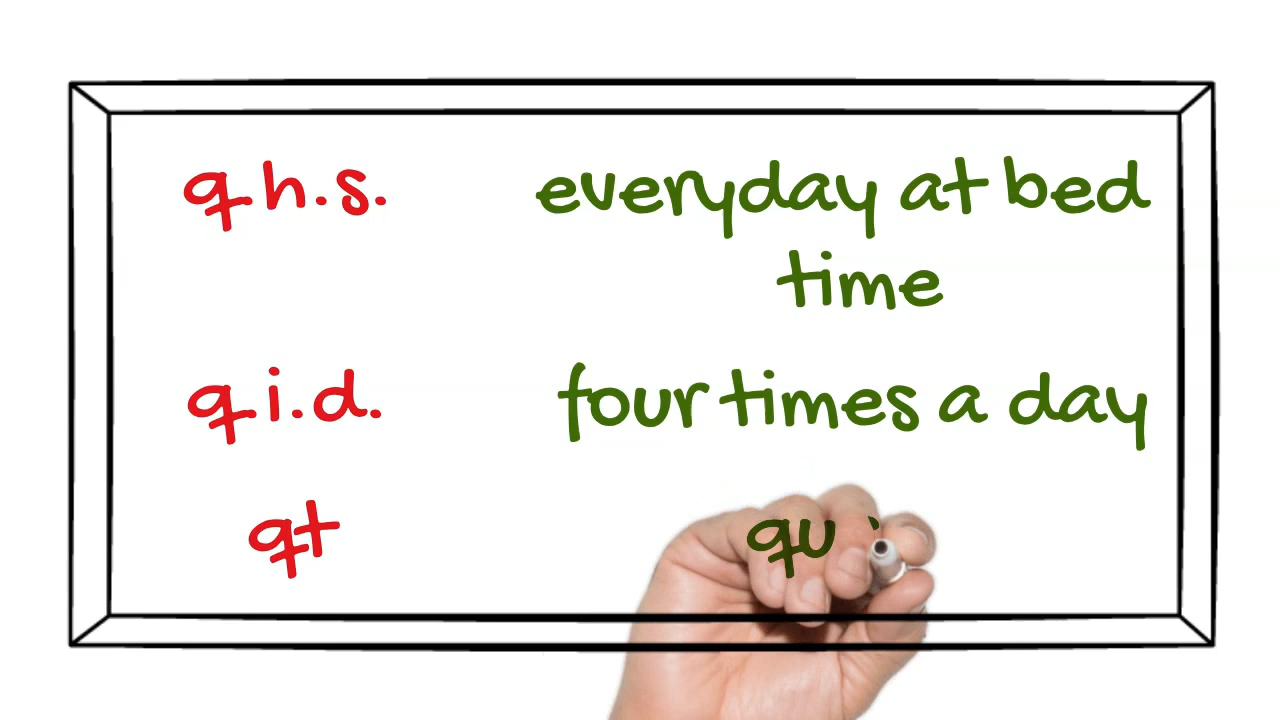 q.h.s. everyday at bed
time
q.i.d. four times a day
qt qu